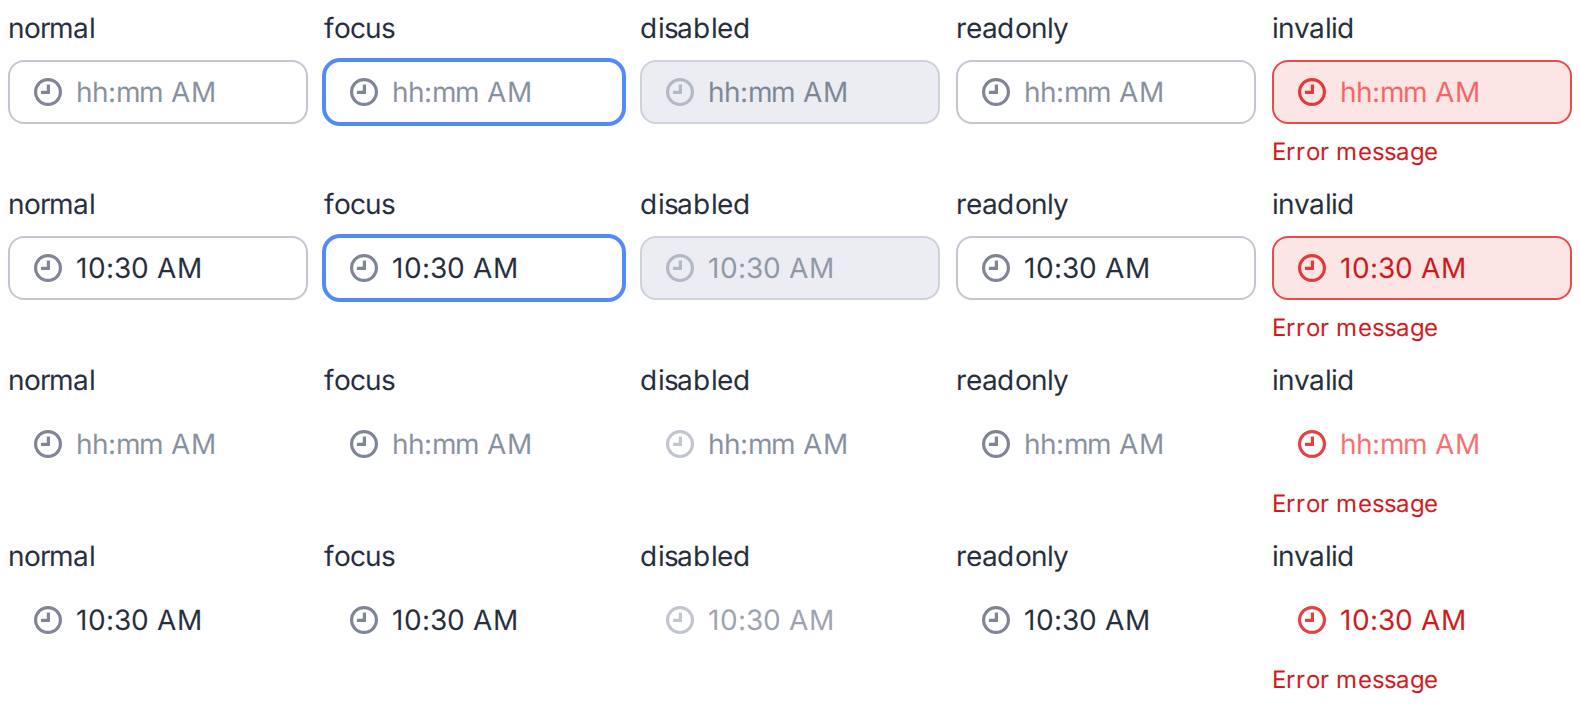 normal focus disabled readonly invalid
hh:mm AM hh:mm AM hh:mm AM hh:mm AM hh:mm AM
Error message
normal focus disabled readonly invalid
10:30 AM 10:30 AM 10:30 AM 10:30 AM 10:30 AM
Error message
normal focus disabled readonly invalid
hh:mm AM hh:mm AM hh:mm AM hh:mm AM hh:mm AM
Error message
normal focus disabled readonly invalid
10:30 AM 10:30 AM 10:30 AM 10:30 AM 10:30 AM
Error message